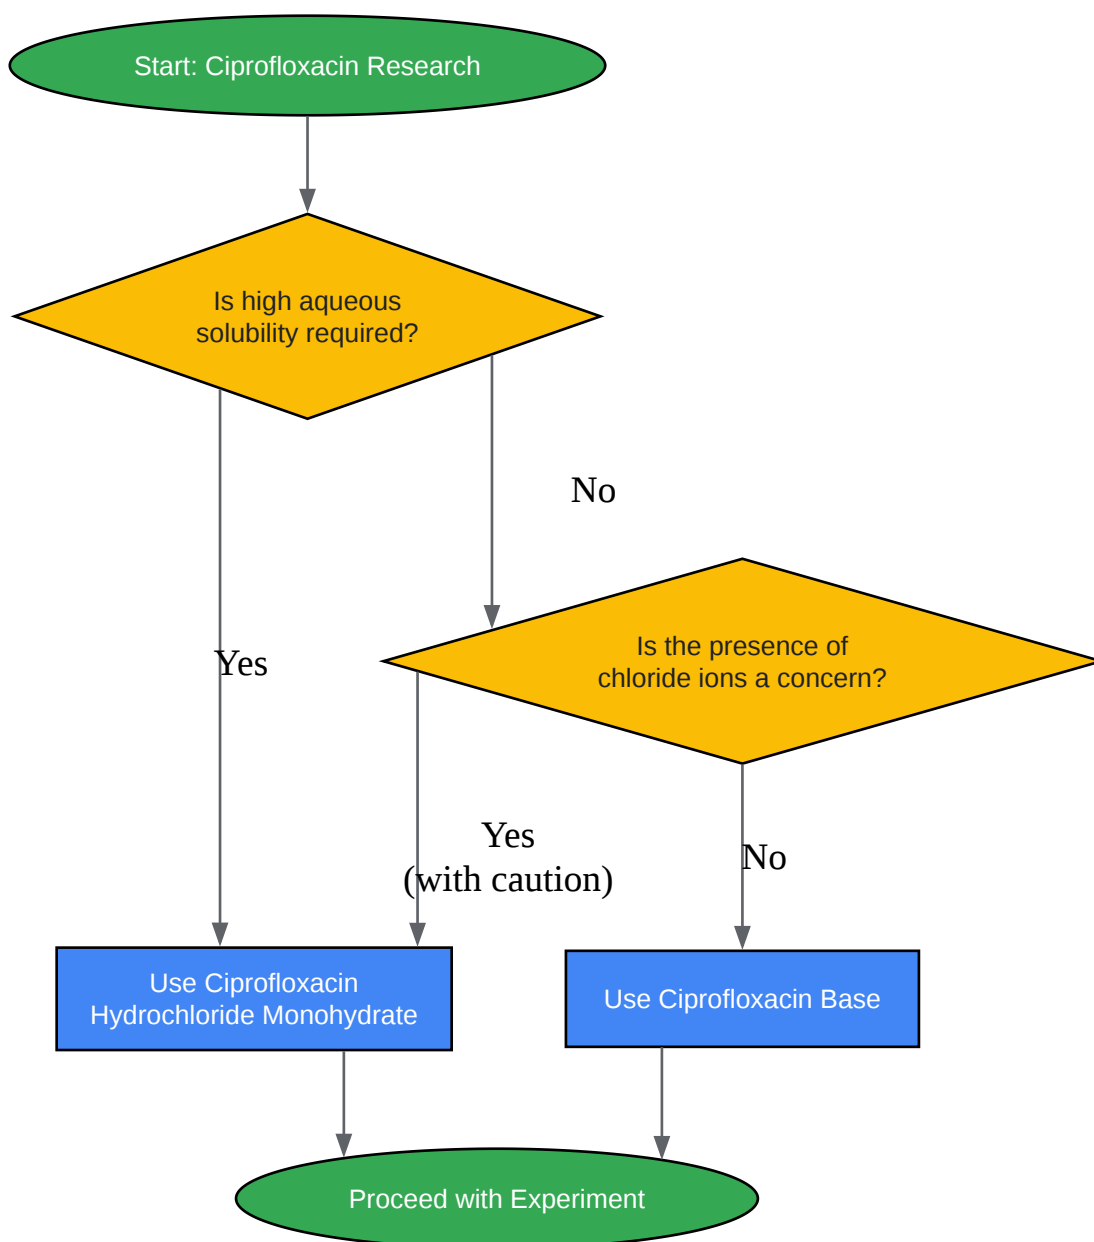 Start: Ciprofloxacin Research
Is high aqueous
solubility required?
No
Is the presence of
chloride ions a concern?
Yes
Yes
(with caution)
No
Use Ciprofloxacin
Hydrochloride Monohydrate
Use Ciprofloxacin Base
Proceed with Experiment